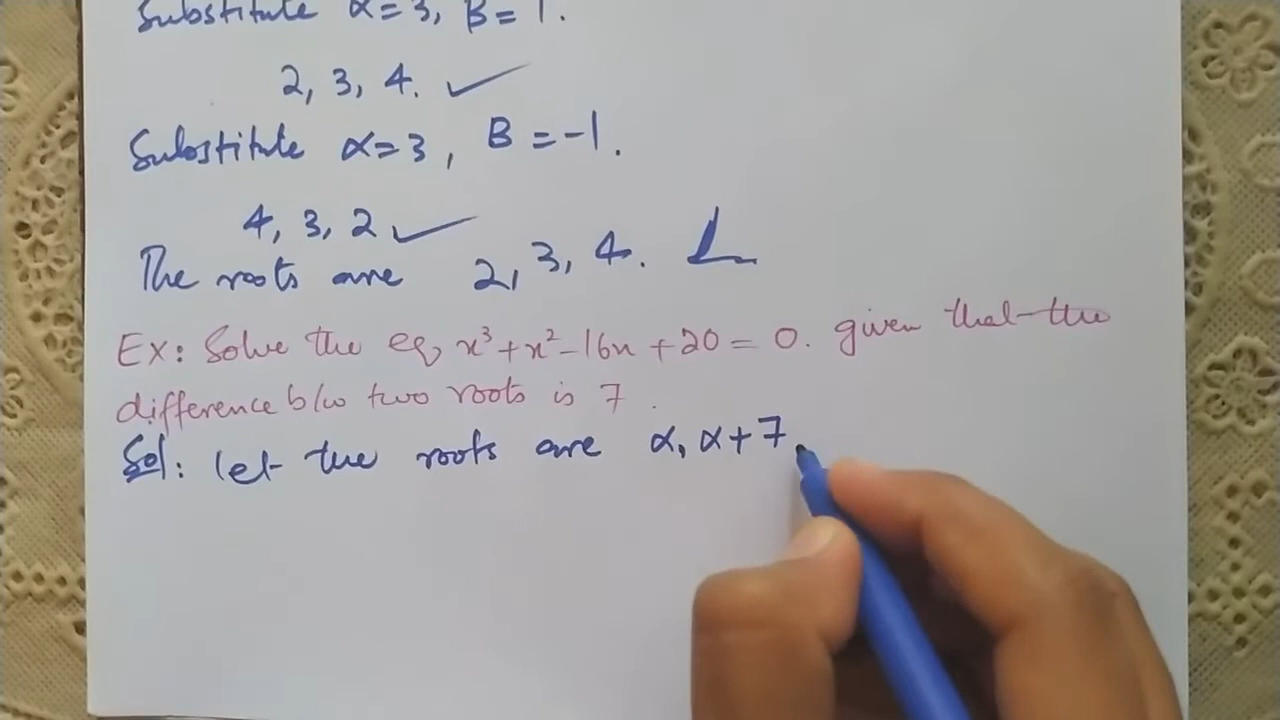 Substitute α=3, B=1.
2, 3, 4. ✓
Substitute α=3, B=-1.
4, 3, 2 ✓
The roots are 2, 3, 4.
Ex: Solve the eq x³+x²-16x+20=0. given that the
difference b/w two roots is 7.
Sol: let the roots are α, α+7,